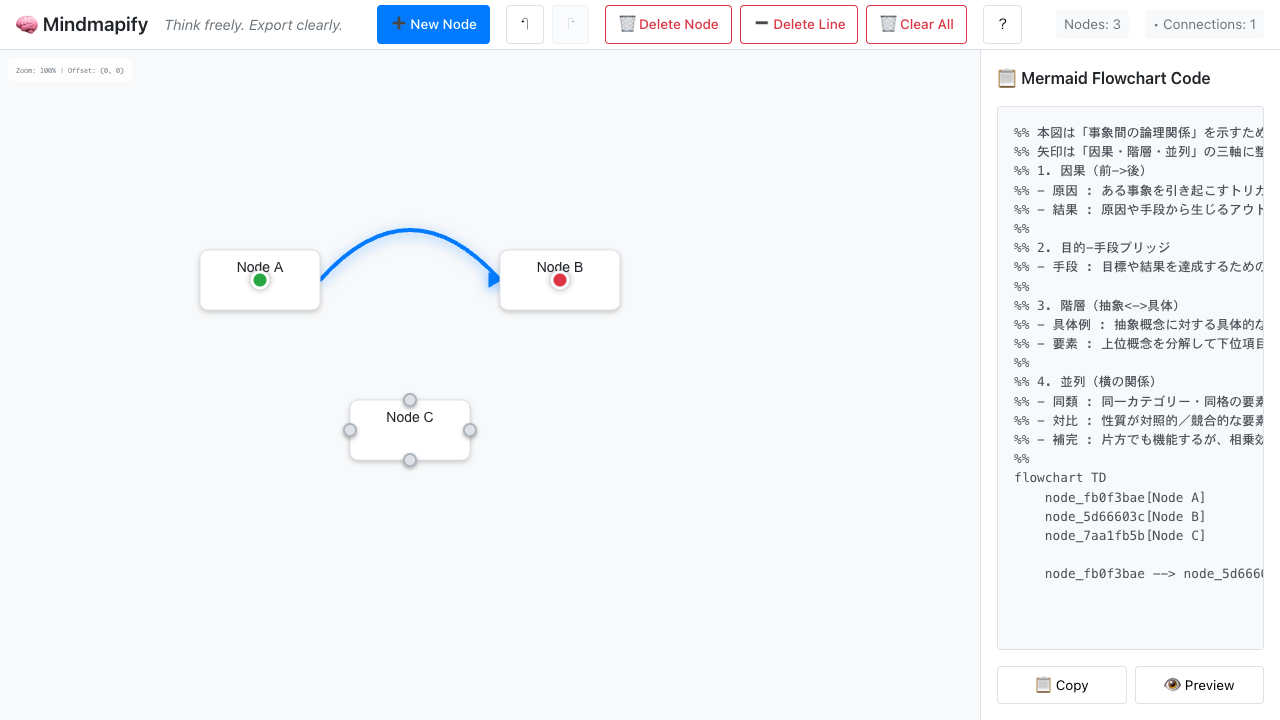 Mindmapify
Think freely. Export clearly.
New Node
Delete Node
Delete Line
Clear All
?
Nodes: 3
• Connections: 1
Zoom: 100% | Offset: (0, 0)
Node A
Node B
Node C
Mermaid Flowchart Code
%% 本図は「事象間の論理関係」を示すため
%% 矢印は「因果・階層・並列」の三軸に整
%% 1. 因果（前->後）
%% - 原因 : ある事象を引き起こすトリガ
%% - 結果 : 原因や手段から生じるアウト
%%
%% 2. 目的-手段ブリッジ
%% - 手段 : 目標や結果を達成するための
%%
%% 3. 階層（抽象<->具体）
%% - 具体例 : 抽象概念に対する具体的な
%% - 要素 : 上位概念を分解して下位項目
%%
%% 4. 並列（横の関係）
%% - 同類 : 同一カテゴリー・同格の要素
%% - 対比 : 性質が対照的／競合的な要素
%% - 補完 : 片方でも機能するが、相乗効
%%
flowchart TD
node_fb0f3bae[Node A]
node_5d66603c[Node B]
node_7aa1fb5b[Node C]
node_fb0f3bae --> node_5d6660
Copy
Preview